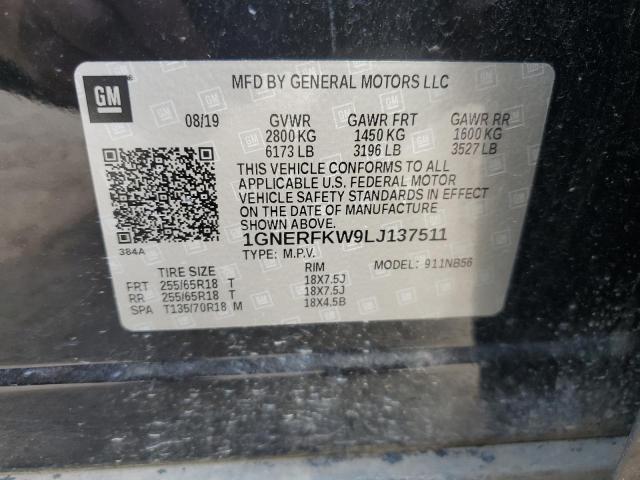 GM
MFD BY GENERAL MOTORS LLC
08/19 GVWR GAWR FRT GAWR RR
2800 KG 1450 KG 1600 KG
6173 LB 3196 LB 3527 LB
THIS VEHICLE CONFORMS TO ALL
APPLICABLE U.S. FEDERAL MOTOR
VEHICLE SAFETY STANDARDS IN EFFECT
ON THE DATE OF MANUFACTURE
SHOWN ABOVE.
1GNERFKW9LJ137511
384A
TYPE: M.P.V. MODEL: 911NB56
TIRE SIZE RIM
FRT 255/65R18 T 18X7.5J
RR 255/65R18 T 18X7.5J
SPA T135/70R18 M 18X4.5B